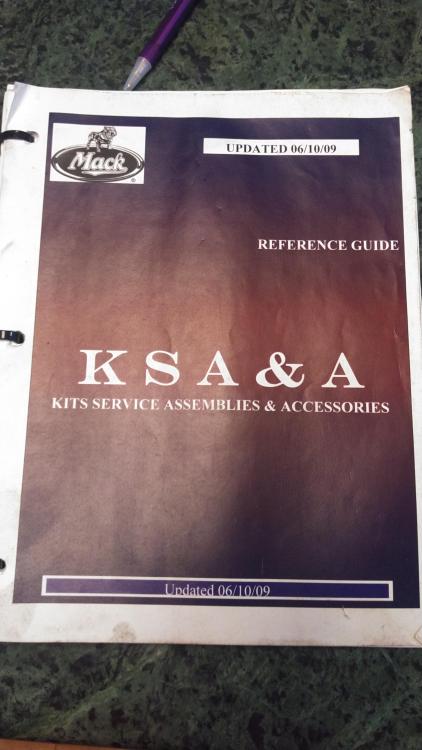 Mack
®
UPDATED 06/10/09
REFERENCE GUIDE
KSA&A
KITS SERVICE ASSEMBLIES & ACCESSORIES
Updated 06/10/09